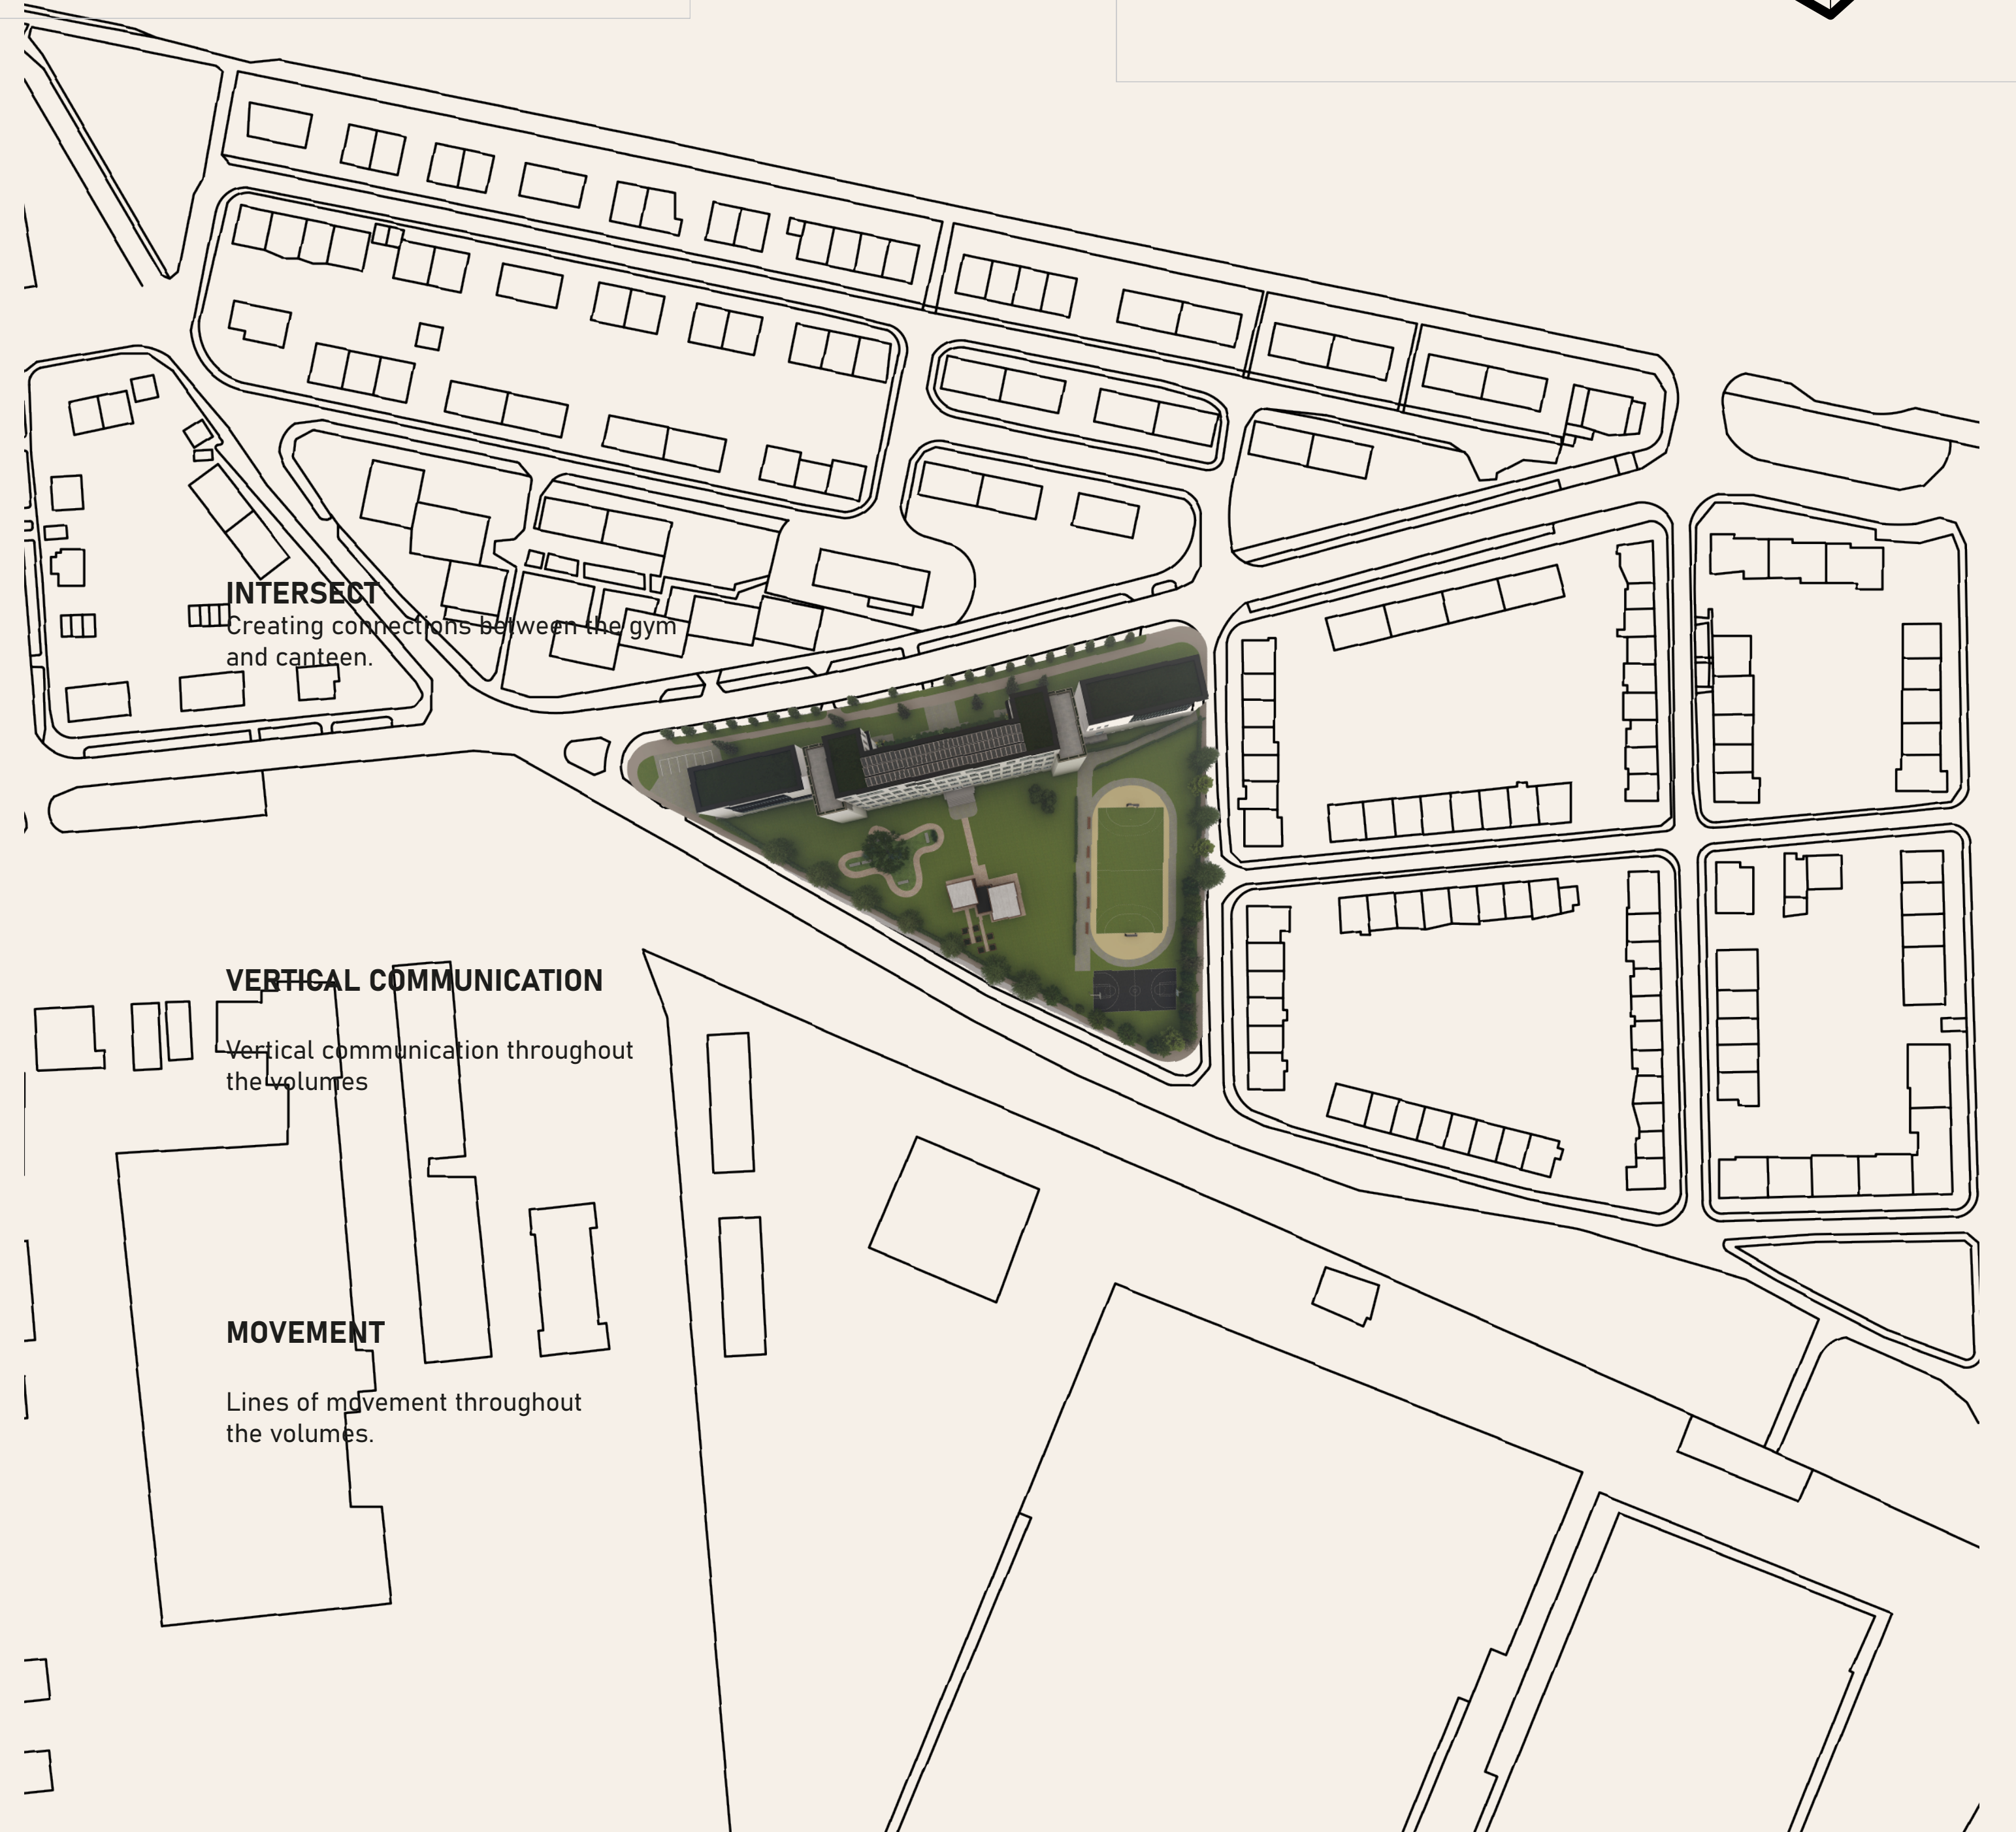 INTERSECT
Creating connections between the gym
and canteen.
VERTICAL COMMUNICATION
Vertical communication throughout
the volumes
MOVEMENT
Lines of movement throughout
the volumes.